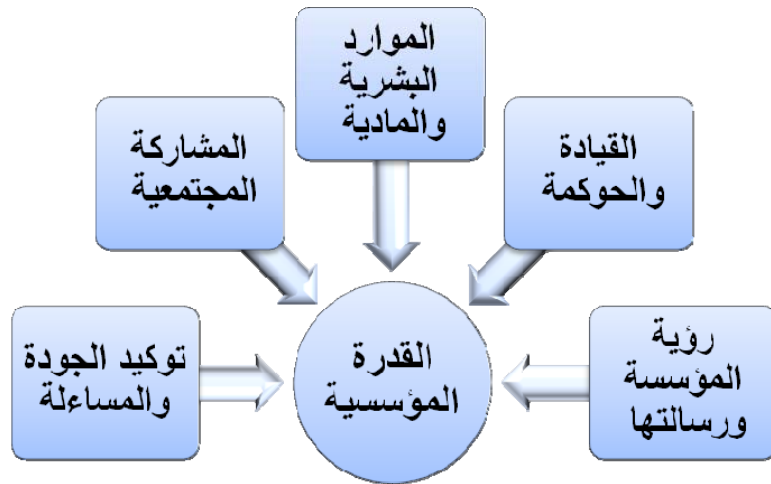 الموارد
البشرية
والمادية
القيادة
والحوكمة
المشاركة
المجتمعية
رؤية
المؤسسة
ورسالتها
القدرة
المؤسسية
توكيد الجودة
والمساءلة